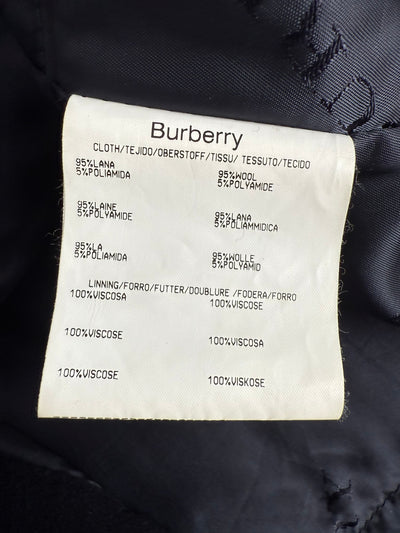 Burberry
CLOTH/TEJIDO/OBERSTOFF/TISSU/ TESSUTO/TECIDO
95%LANA
5%POLIAMIDA
95%WOOL
5%POLYAMIDE
95%LAINE
5%POLYAMIDE
95%LANA
5%POLIAMMIDICA
95%LA
5%POLIAMIDA
95%WOLLE
5%POLYAMID
LINNING/FORRO/FUTTER/DOUBLURE /FODERA/FORRO
100%VISCOSA
100%VISCOSE
100%VISCOSE
100%VISCOSA
100%VISCOSE
100%VISKOSE